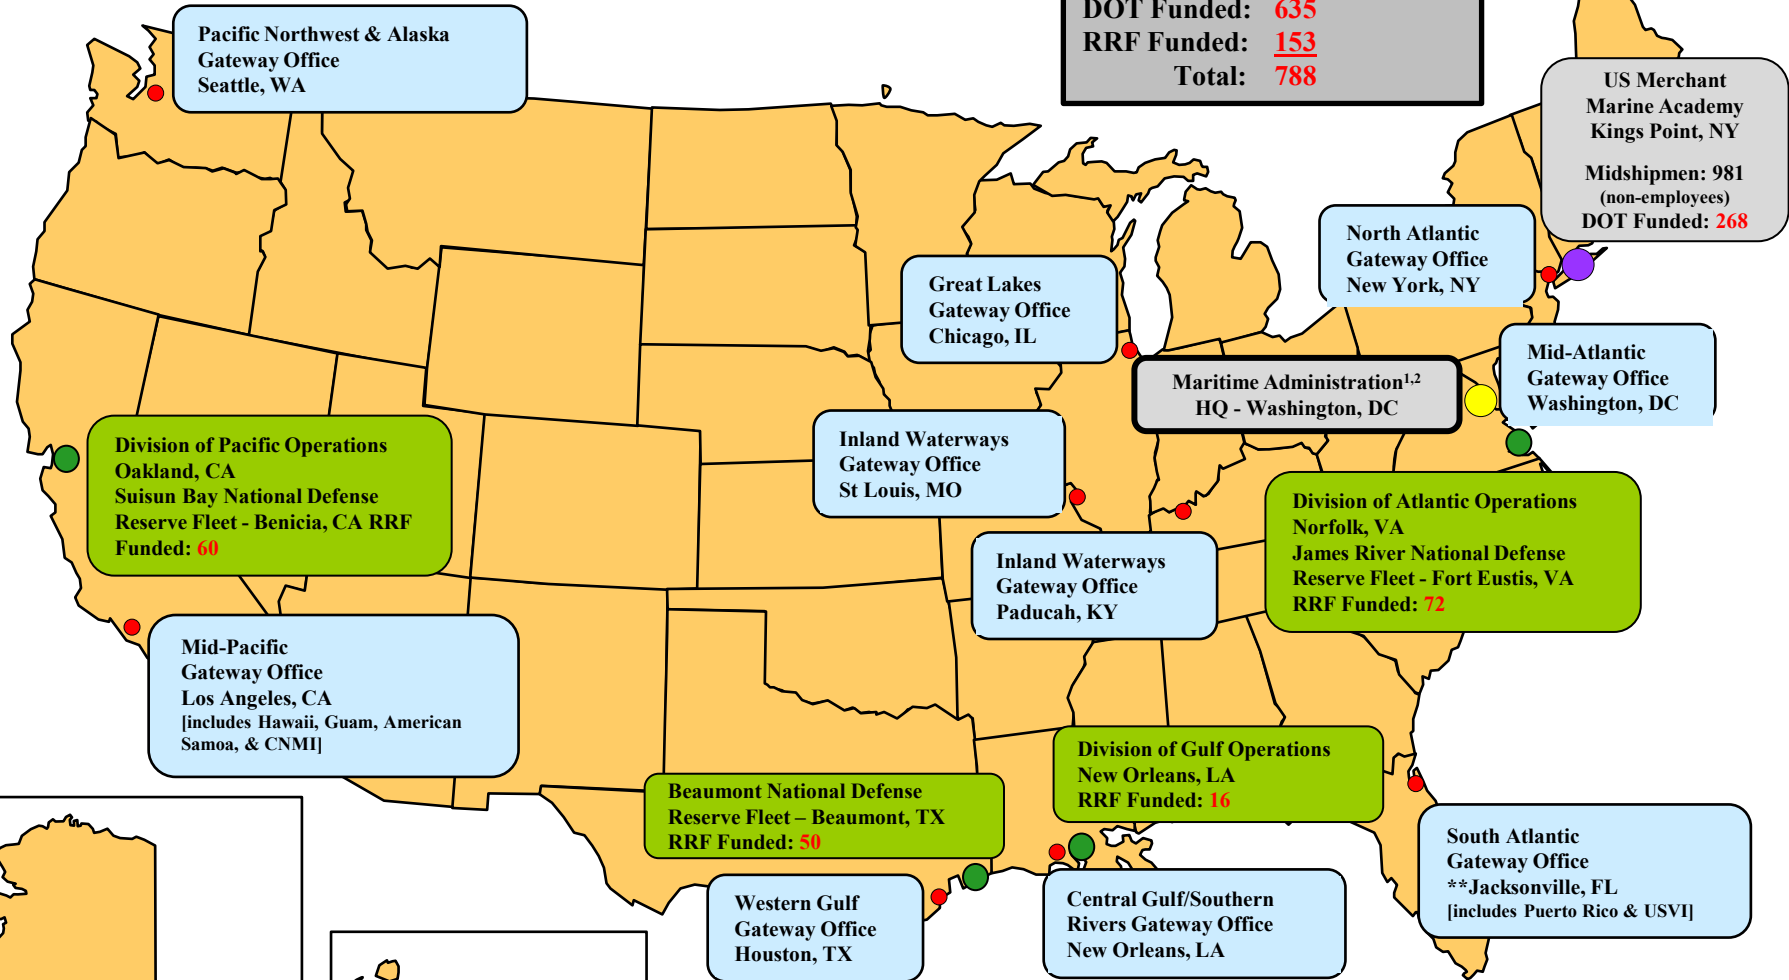 DOT Funded: 635
RRF Funded: 153
Total: 788
Pacific Northwest & Alaska
Gateway Office
Seattle, WA
US Merchant
Marine Academy
Kings Point, NY
Midshipmen: 981
(non-employees)
DOT Funded: 268
North Atlantic
Gateway Office
New York, NY
Great Lakes
Gateway Office
Chicago, IL
Mid-Atlantic
Gateway Office
Washington, DC
Maritime Administration1,2
HQ - Washington, DC
Division of Pacific Operations
Oakland, CA
Suisun Bay National Defense
Reserve Fleet - Benicia, CA RRF
Funded: 60
Inland Waterways
Gateway Office
St Louis, MO
Division of Atlantic Operations
Norfolk, VA
James River National Defense
Reserve Fleet - Fort Eustis, VA
RRF Funded: 72
Inland Waterways
Gateway Office
Paducah, KY
Mid-Pacific
Gateway Office
Los Angeles, CA
[includes Hawaii, Guam, American
Samoa, & CNMI]
Division of Gulf Operations
New Orleans, LA
RRF Funded: 16
Beaumont National Defense
Reserve Fleet – Beaumont, TX
RRF Funded: 50
South Atlantic
Gateway Office
**Jacksonville, FL
[includes Puerto Rico & USVI]
Western Gulf
Gateway Office
Houston, TX
Central Gulf/Southern
Rivers Gateway Office
New Orleans, LA